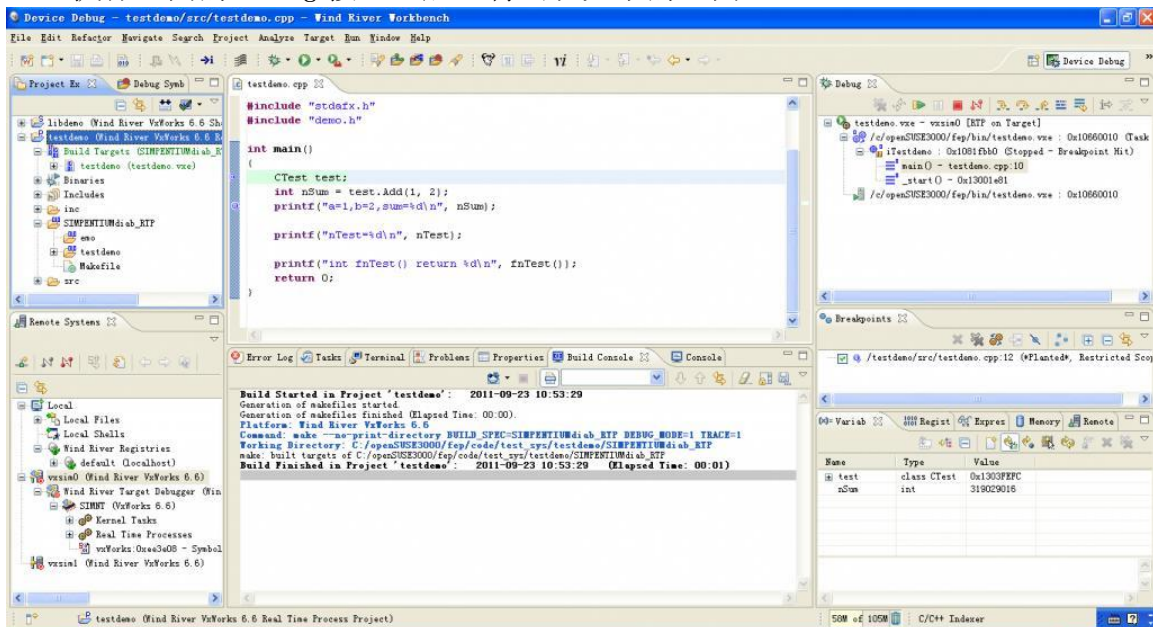 Device Debug - testdemo/src/testdemo.cpp - Wind River Workbench
File Edit Refactor Navigate Search Project Analyze Target Run Window Help
Device Debug
Project Ex
Debug Symb
libdemo (Wind River VxWorks 6.6 Sh
testdemo (Wind River VxWorks 6.6 Re
Build Targets (SIMPENTIUMdiab_R
testdemo (testdemo.vxe)
Binaries
Includes
inc
SIMPENTIUMdiab_RTP
emo
testdemo
Makefile
src
testdemo.cpp
#include "stdafx.h"
#include "demo.h"
int main()
{
CTest test;
int nSum = test.Add(1, 2);
printf("a=1,b=2,sum=%d\n", nSum);
printf("nTest=%d\n", nTest);
printf("int fnTest() return %d\n", fnTest());
return 0;
}
Debug
testdemo.vxe - vxsim0 [RTP on Target]
/c/openSUSE3000/fep/bin/testdemo.vxe : 0x10660010 (Task
iTestdemo : 0x1081fbb0 (Stopped - Breakpoint Hit)
main() - testdemo.cpp:10
_start() - 0x13001e81
/c/openSUSE3000/fep/bin/testdemo.vxe : 0x10660010
Remote Systems
Local
Local Files
Local Shells
Wind River Registries
default (localhost)
vxsim0 (Wind River VxWorks 6.6)
Wind River Target Debugger (Win
SIMNT (VxWorks 6.6)
Kernel Tasks
Real Time Processes
vxWorks:0xee3e08 - Symbol
vxsim1 (Wind River VxWorks 6.6)
Error Log
Tasks
Terminal
Problems
Properties
Build Console
Console
Build Started in Project 'testdemo': 2011-09-23 10:53:29
Generation of makefiles started.
Generation of makefiles finished (Elapsed Time: 00:00).
Platform: Wind River VxWorks 6.6
Command: make --no-print-directory BUILD_SPEC=SIMPENTIUMdiab_RTP DEBUG_MODE=1 TRACE=1
Working Directory: C:/openSUSE3000/fep/code/test_sys/testdemo/SIMPENTIUMdiab_RTP
make: built targets of C:/openSUSE3000/fep/code/test_sys/testdemo/SIMPENTIUMdiab_RTP
Build Finished in Project 'testdemo': 2011-09-23 10:53:29 (Elapsed Time: 00:01)
Breakpoints
/testdemo/src/testdemo.cpp:12 (*Planted*, Restricted Scop
Variab
Regist
Expres
Memory
Remote
Name Type Value
test class CTest 0x1303FEFC
nSum int 319029016
testdemo (Wind River VxWorks 6.6 Real Time Process Project)
58M of 105M
C/C++ Indexer